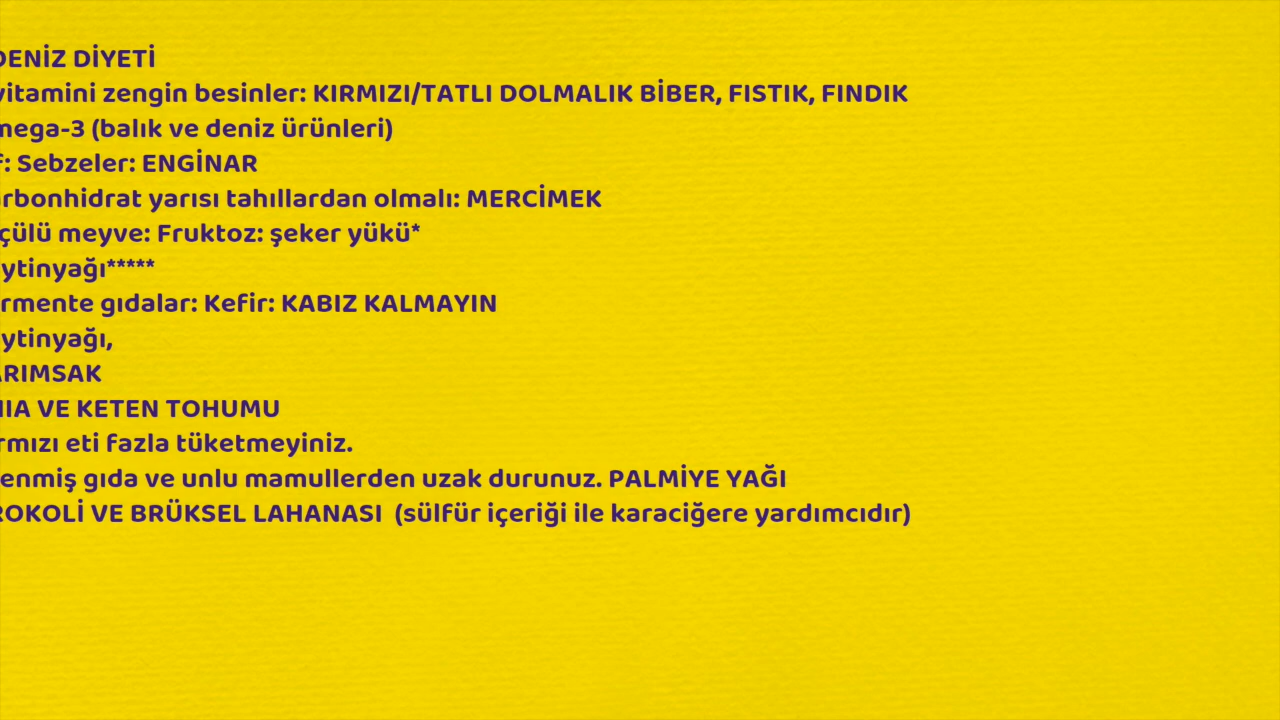 DENİZ DİYETİ
vitamini zengin besinler: KIRMIZI/TATLI DOLMALIK BİBER, FISTIK, FINDIK
mega-3 (balık ve deniz ürünleri)
f: Sebzeler: ENGİNAR
arbonhidrat yarısı tahıllardan olmalı: MERCİMEK
çülü meyve: Fruktoz: şeker yükü*
ytinyağı*****
rmente gıdalar: Kefir: KABIZ KALMAYIN
ytinyağı,
ARIMSAK
IIA VE KETEN TOHUMU
rmızı eti fazla tüketmeyiniz.
enmiş gıda ve unlu mamullerden uzak durunuz. PALMİYE YAĞI
ROKOLİ VE BRÜKSEL LAHANASI (sülfür içeriği ile karaciğere yardımcıdır)